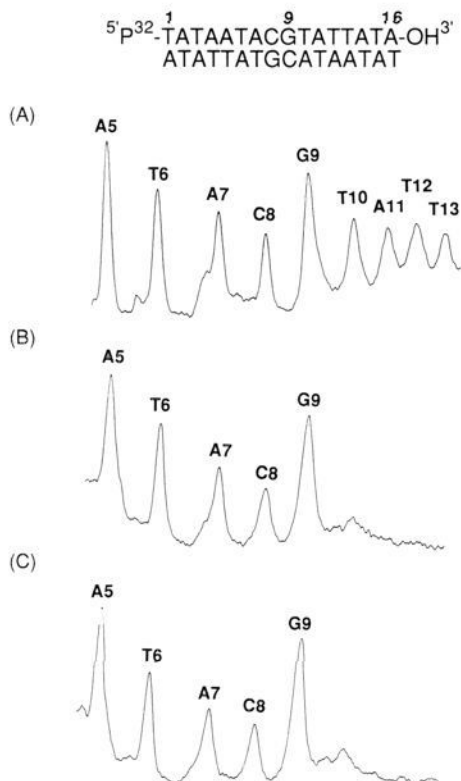 1 9 16
5'P32-TATAATACGTATTATA-OH3'
ATATTATGCATAATAT
(A)
A5 T6 A7 C8 G9 T10 A11 T12 T13
(B)
A5 T6 A7 C8 G9
(C)
A5 T6 A7 C8 G9